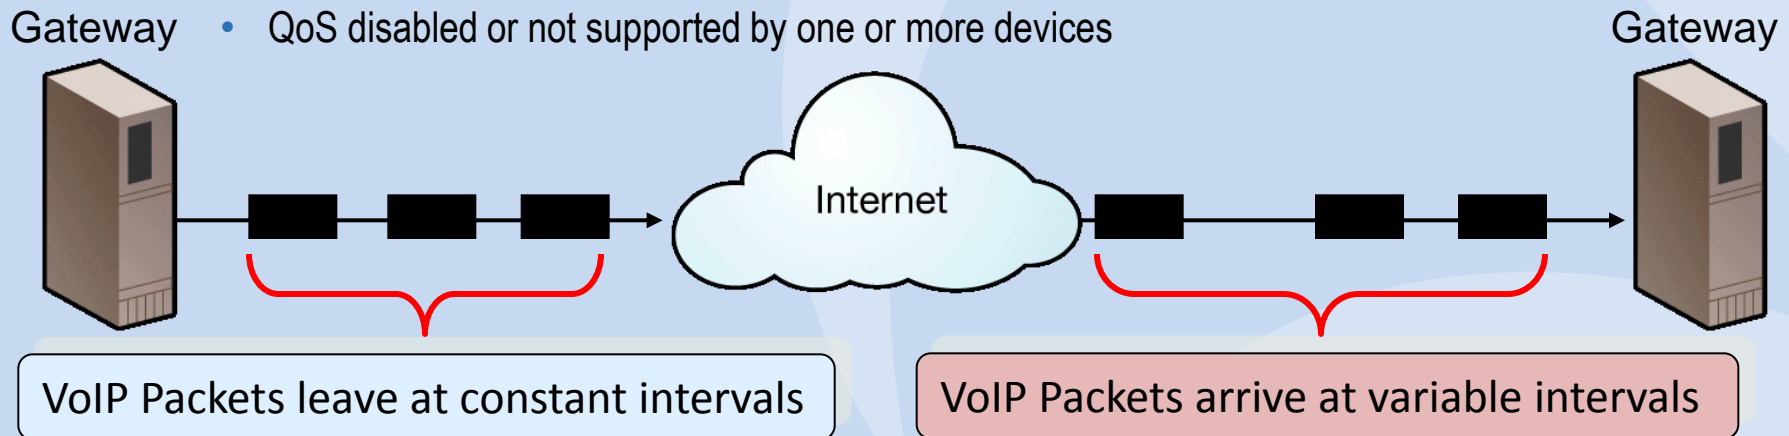 Gateway • QoS disabled or not supported by one or more devices Gateway
Internet
VoIP Packets leave at constant intervals
VoIP Packets arrive at variable intervals